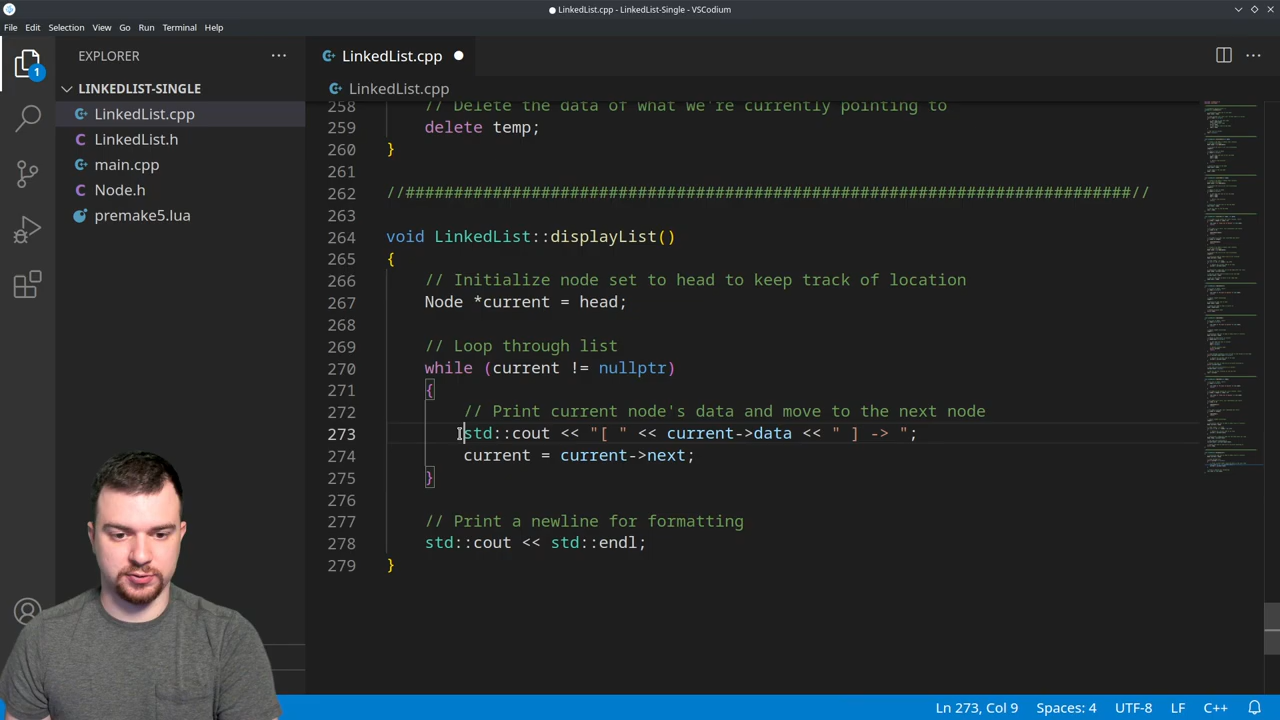 LinkedList.cpp - LinkedList-Single - VSCodium
File Edit Selection View Go Run Terminal Help
EXPLORER
LinkedList.cpp
LINKEDLIST-SINGLE
LinkedList.cpp
LinkedList.h
main.cpp
Node.h
premake5.lua
1
LinkedList.cpp
258 // Delete the data of what we're currently pointing to
259 delete temp;
260 }
261
262 //###########################################################################//
263
264 void LinkedList::displayList()
265 {
266 // Initialize node set to head to keep track of location
267 Node *current = head;
268
269 // Loop through list
270 while (current != nullptr)
271 {
272 // Print current node's data and move to the next node
273 std::cout << "[ " << current->data << " ] -> ";
274 current = current->next;
275 }
276
277 // Print a newline for formatting
278 std::cout << std::endl;
279 }
Ln 273, Col 9 Spaces: 4 UTF-8 LF C++